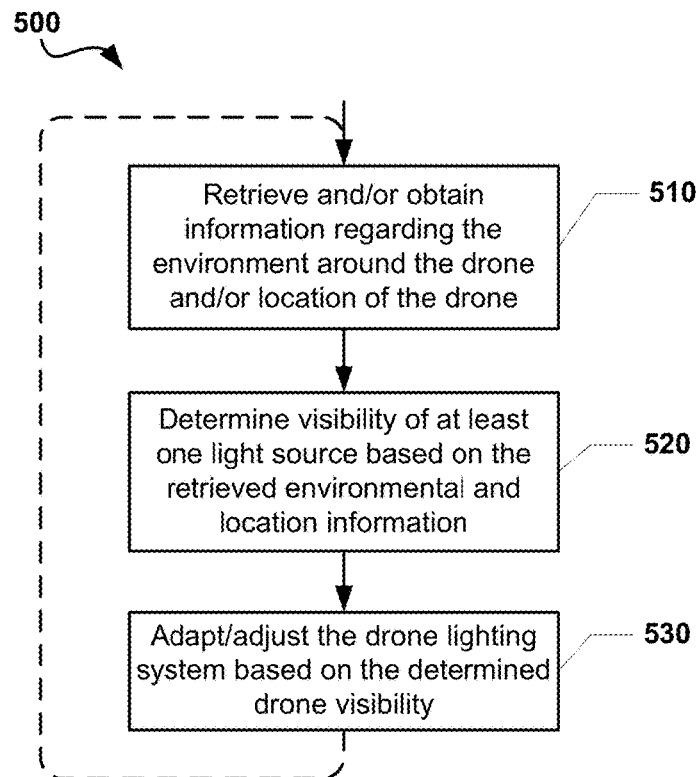 500
Retrieve and/or obtain
information regarding the
environment around the drone
and/or location of the drone
510
Determine visibility of at least
one light source based on the
retrieved environmental and
location information
520
Adapt/adjust the drone lighting
system based on the determined
drone visibility
530